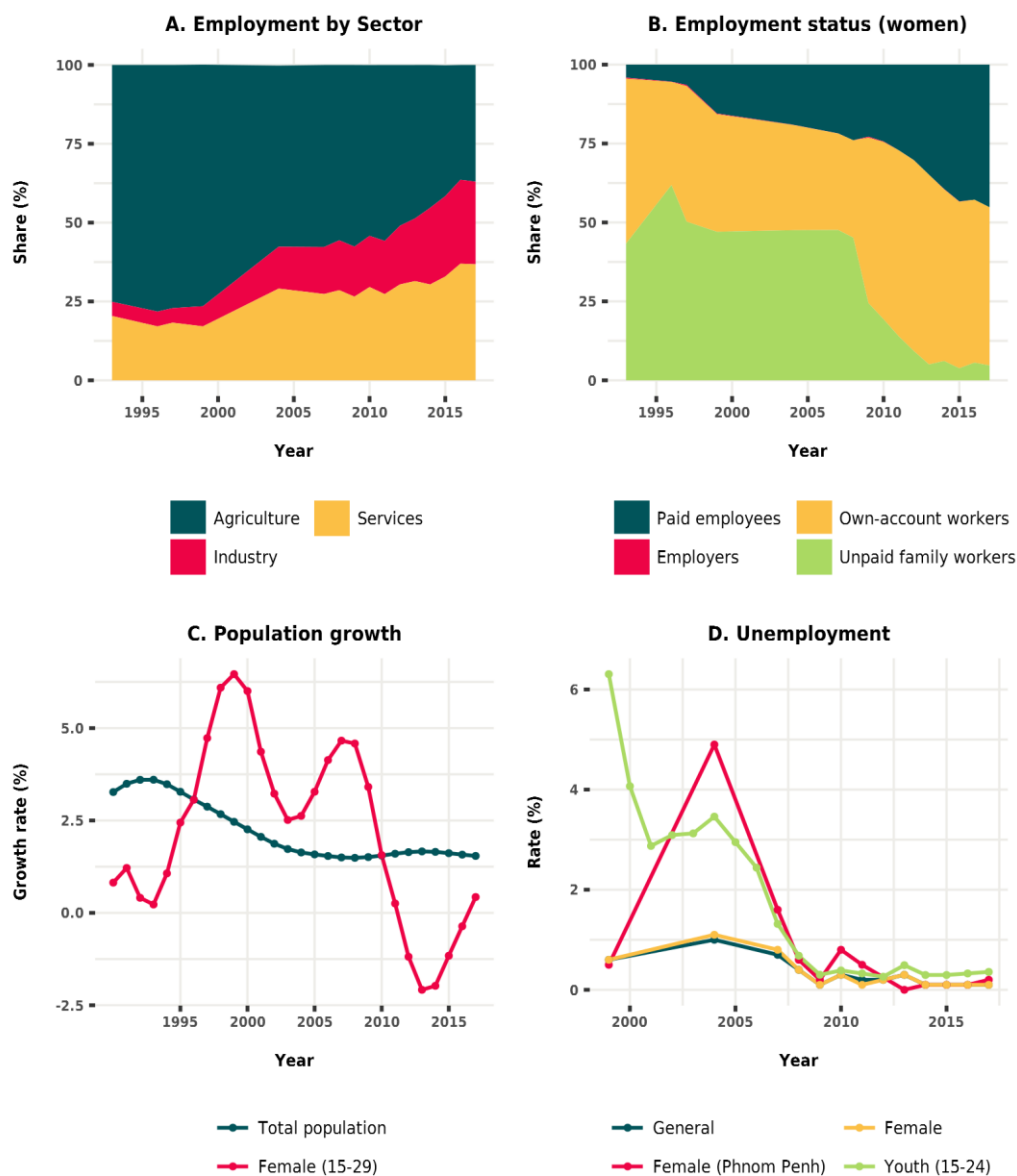 A. Employment by Sector
100
75
50
25
0
Share (%)
1995 2000 2005 2010 2015
Year
Agriculture Services
Industry
B. Employment status (women)
100
75
50
25
0
Share (%)
1995 2000 2005 2010 2015
Year
Paid employees Own-account workers
Employers Unpaid family workers
C. Population growth
5.0
2.5
0.0
-2.5
Growth rate (%)
1995 2000 2005 2010 2015
Year
Total population
Female (15-29)
D. Unemployment
6
4
2
0
Rate (%)
2000 2005 2010 2015
Year
General Female
Female (Phnom Penh) Youth (15-24)